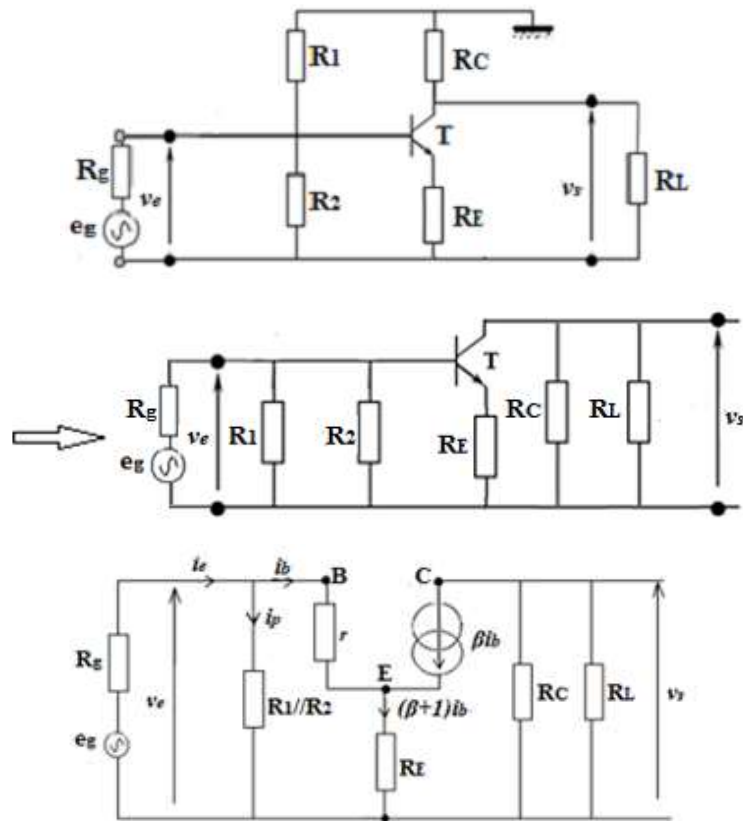 R1 RC
T
Rg ve R2 RE vs RL
eg
T
Rg ve R1 R2 RE RC RL vs
eg
ie ib B C
ip r βib
E
Rg ve R1//R2 (β+1)ib RC RL vs
eg RE